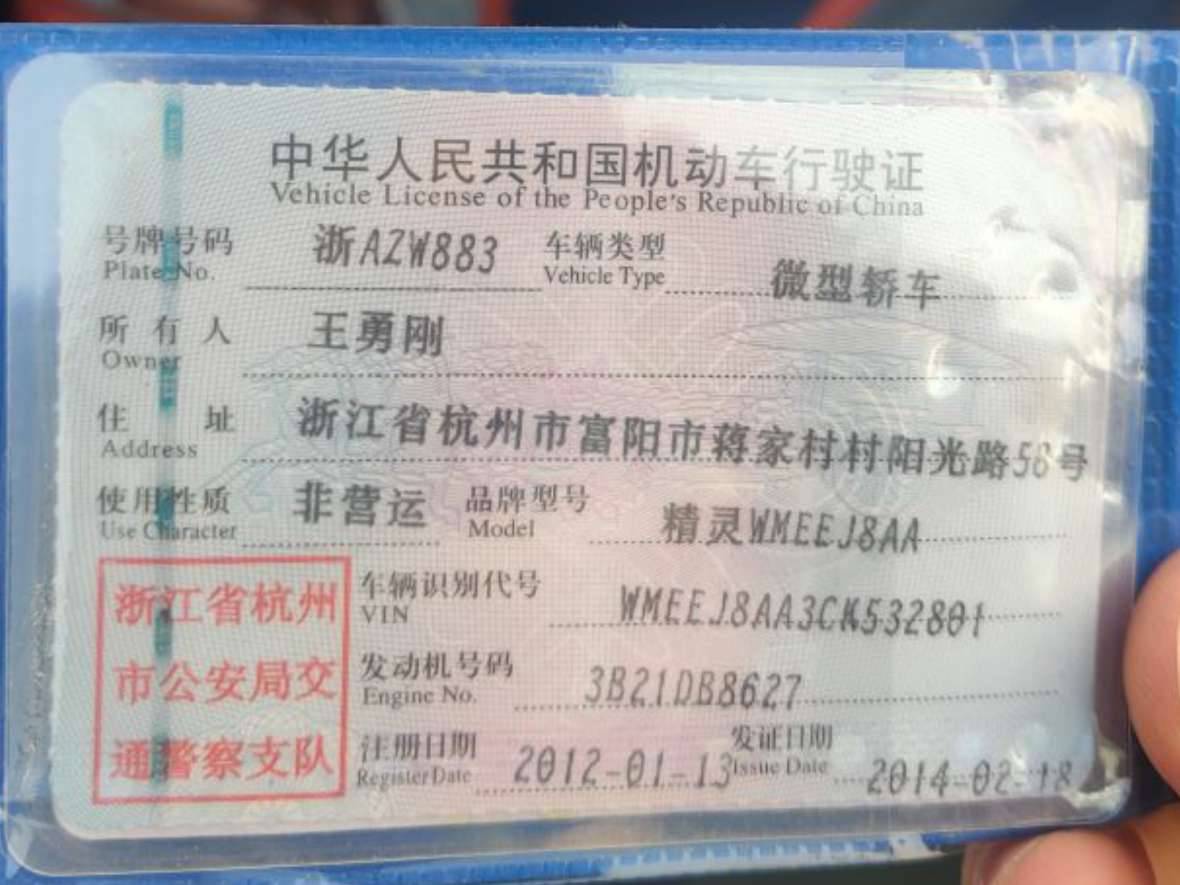 中华人民共和国机动车行驶证
Vehicle License of the People's Republic of China
号牌号码 浙AZW883 车辆类型 微型轿车
Plate No. Vehicle Type
所有人 王勇刚
Owner
住址 浙江省杭州市富阳市蒋家村村阳光路58号
Address
使用性质 非营运 品牌型号 精灵WMEEJ8AA
Use Character Model
浙江省杭州
市公安局交
通警察支队
车辆识别代号 WMEEJ8AA3CK532801
VIN
发动机号码 3B21DB8627
Engine No.
注册日期 2012-01-13 发证日期 2014-02-18
Register Date Issue Date